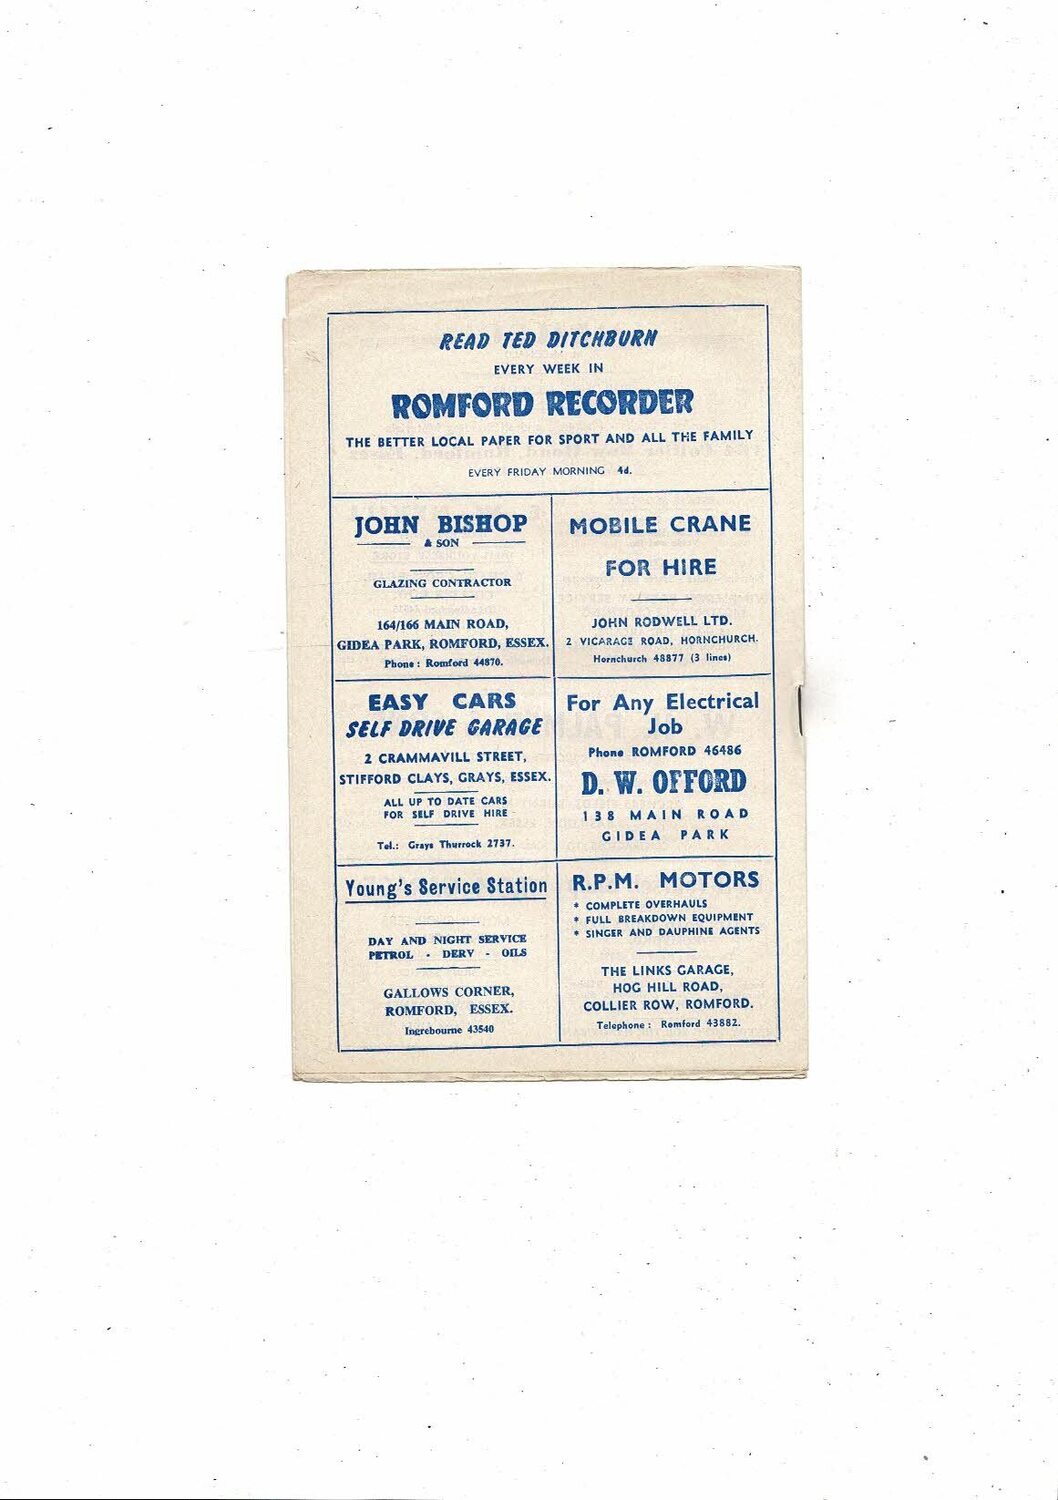 READ TED DITCHBURN
EVERY WEEK IN
ROMFORD RECORDER
THE BETTER LOCAL PAPER FOR SPORT AND ALL THE FAMILY
EVERY FRIDAY MORNING 4d.
JOHN BISHOP
& SON
GLAZING CONTRACTOR
164/166 MAIN ROAD,
GIDEA PARK, ROMFORD, ESSEX.
Phone : Romford 44870.
MOBILE CRANE
FOR HIRE
JOHN RODWELL LTD.
2 VICARAGE ROAD, HORNCHURCH.
Hornchurch 48877 (3 lines)
EASY CARS
SELF DRIVE GARAGE
2 CRAMMAVILL STREET,
STIFFORD CLAYS, GRAYS, ESSEX.
ALL UP TO DATE CARS
FOR SELF DRIVE HIRE
Tel.: Grays Thurrock 2737.
For Any Electrical
Job
Phone ROMFORD 46486
D. W. OFFORD
138 MAIN ROAD
GIDEA PARK
Young's Service Station
DAY AND NIGHT SERVICE
PETROL - DERV - OILS
GALLOWS CORNER,
ROMFORD, ESSEX.
Ingrebourne 43540
R.P.M. MOTORS
* COMPLETE OVERHAULS
* FULL BREAKDOWN EQUIPMENT
* SINGER AND DAUPHINE AGENTS
THE LINKS GARAGE,
HOG HILL ROAD,
COLLIER ROW, ROMFORD.
Telephone : Romford 43882.